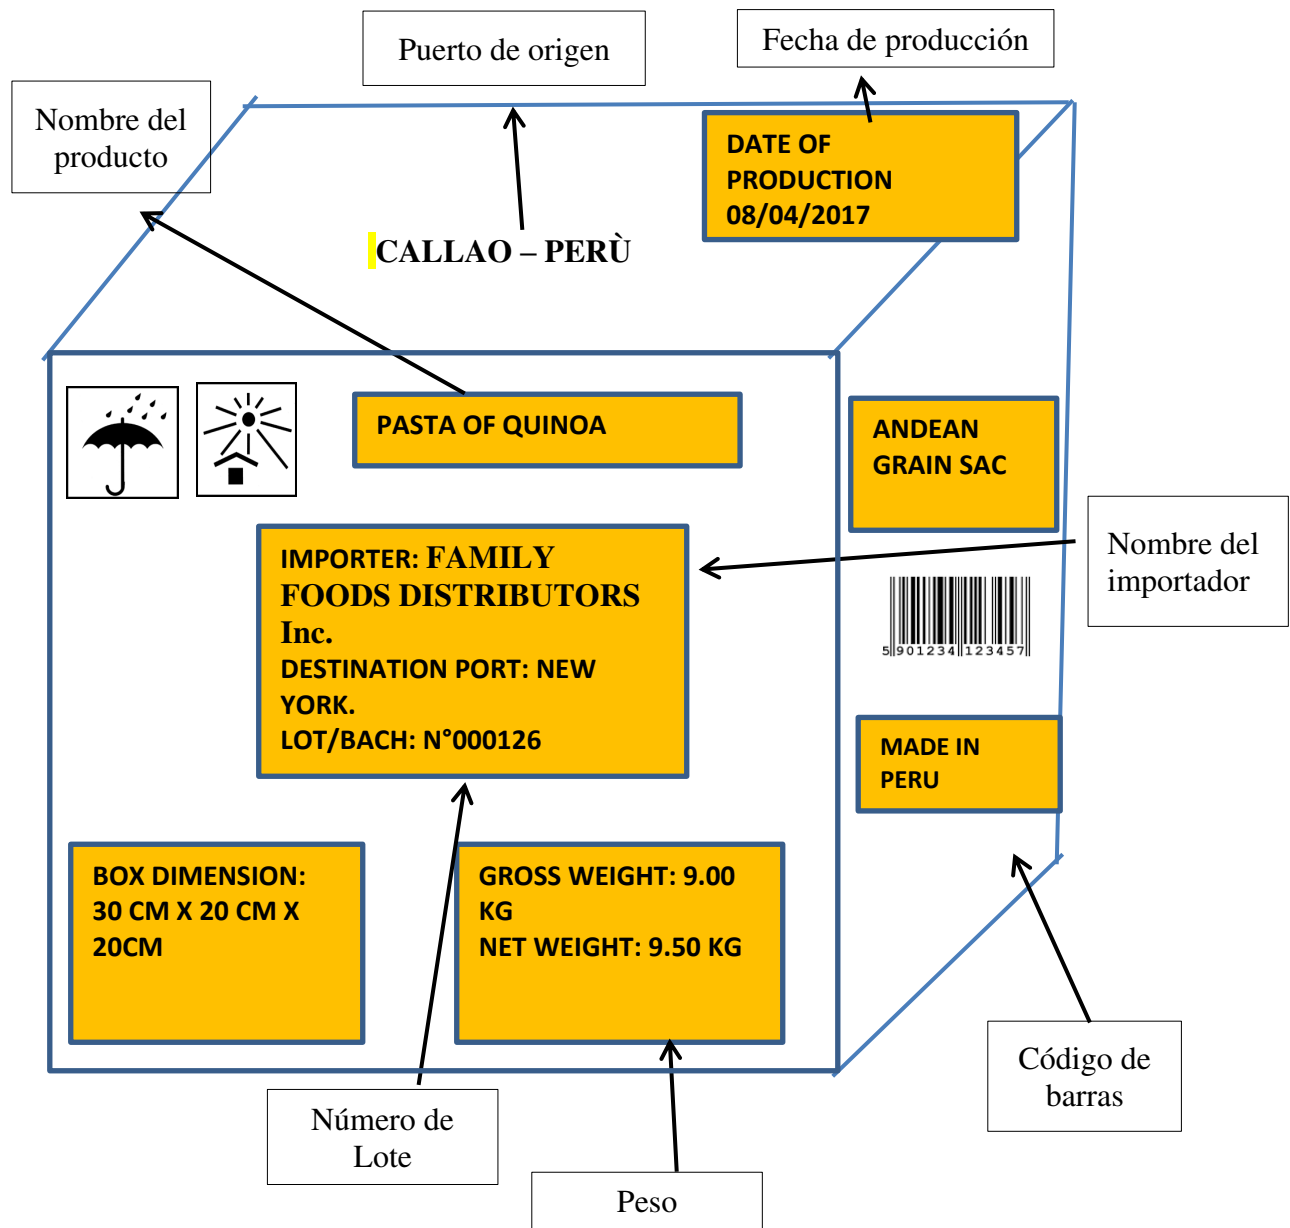 Puerto de origen
Fecha de producción
Nombre del
producto
DATE OF
PRODUCTION
08/04/2017
CALLAO – PERÙ
PASTA OF QUINOA
ANDEAN
GRAIN SAC
IMPORTER: FAMILY
FOODS DISTRIBUTORS
Inc.
DESTINATION PORT: NEW
YORK.
LOT/BACH: N°000126
Nombre del
importador
5 901234 123457
MADE IN
PERU
BOX DIMENSION:
30 CM X 20 CM X
20CM
GROSS WEIGHT: 9.00
KG
NET WEIGHT: 9.50 KG
Código de
barras
Número de
Lote
Peso